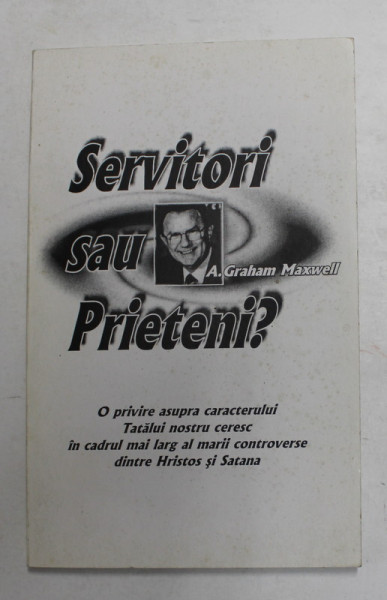 Servitori
sau
A. Graham Maxwell
Prieteni?
O privire asupra caracterului
Tatălui nostru ceresc
în cadrul mai larg al marii controverse
dintre Hristos și Satana